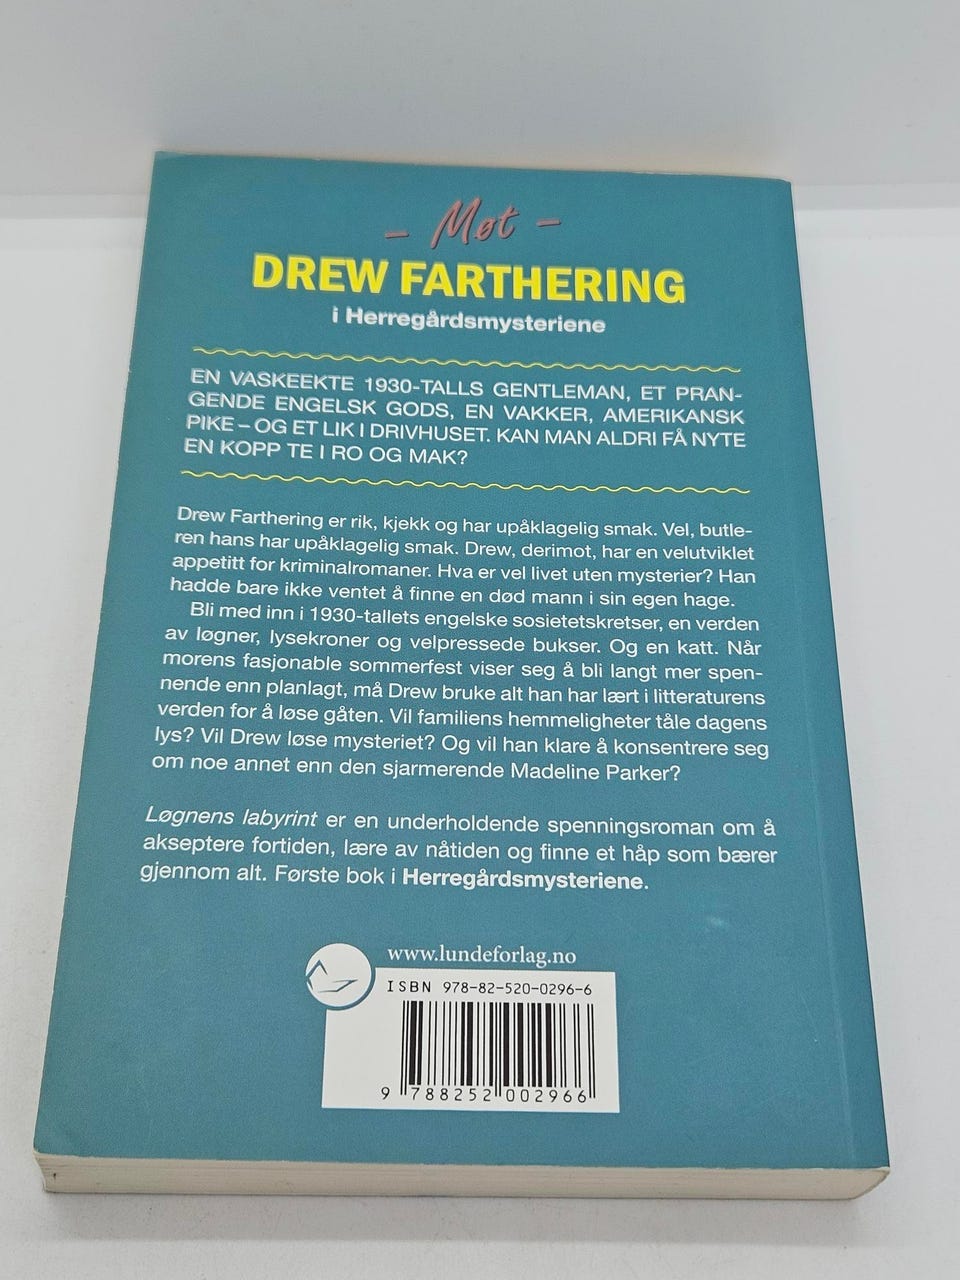 – Møt –
DREW FARTHERING
i Herregårdsmysteriene
EN VASKEEKTE 1930-TALLS GENTLEMAN, ET PRAN-
GENDE ENGELSK GODS, EN VAKKER, AMERIKANSK
PIKE – OG ET LIK I DRIVHUSET. KAN MAN ALDRI FÅ NYTE
EN KOPP TE I RO OG MAK?
Drew Farthering er rik, kjekk og har upåklagelig smak. Vel, butle-
ren hans har upåklagelig smak. Drew, derimot, har en velutviklet
appetitt for kriminalromaner. Hva er vel livet uten mysterier? Han
hadde bare ikke ventet å finne en død mann i sin egen hage.
Bli med inn i 1930-tallets engelske sosietetskretser, en verden
av løgner, lysekroner og velpressede bukser. Og en katt. Når
morens fasjonable sommerfest viser seg å bli langt mer spen-
nende enn planlagt, må Drew bruke alt han har lært i litteraturens
verden for å løse gåten. Vil familiens hemmeligheter tåle dagens
lys? Vil Drew løse mysteriet? Og vil han klare å konsentrere seg
om noe annet enn den sjarmerende Madeline Parker?
Løgnens labyrint er en underholdende spenningsroman om å
akseptere fortiden, lære av nåtiden og finne et håp som bærer
gjennom alt. Første bok i Herregårdsmysteriene.
www.lundeforlag.no
ISBN 978-82-520-0296-6
9 788252 002966